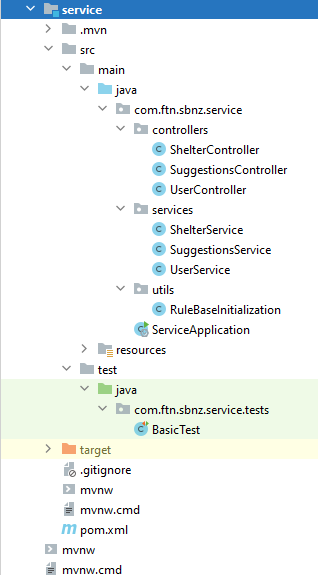 service
.mvn
src
main
java
com.ftn.sbnz.service
controllers
ShelterController
SuggestionsController
UserController
services
ShelterService
SuggestionsService
UserService
utils
RuleBaseInitialization
ServiceApplication
resources
test
java
com.ftn.sbnz.service.tests
BasicTest
target
.gitignore
mvnw
mvnw.cmd
pom.xml
mvnw
mvnw.cmd